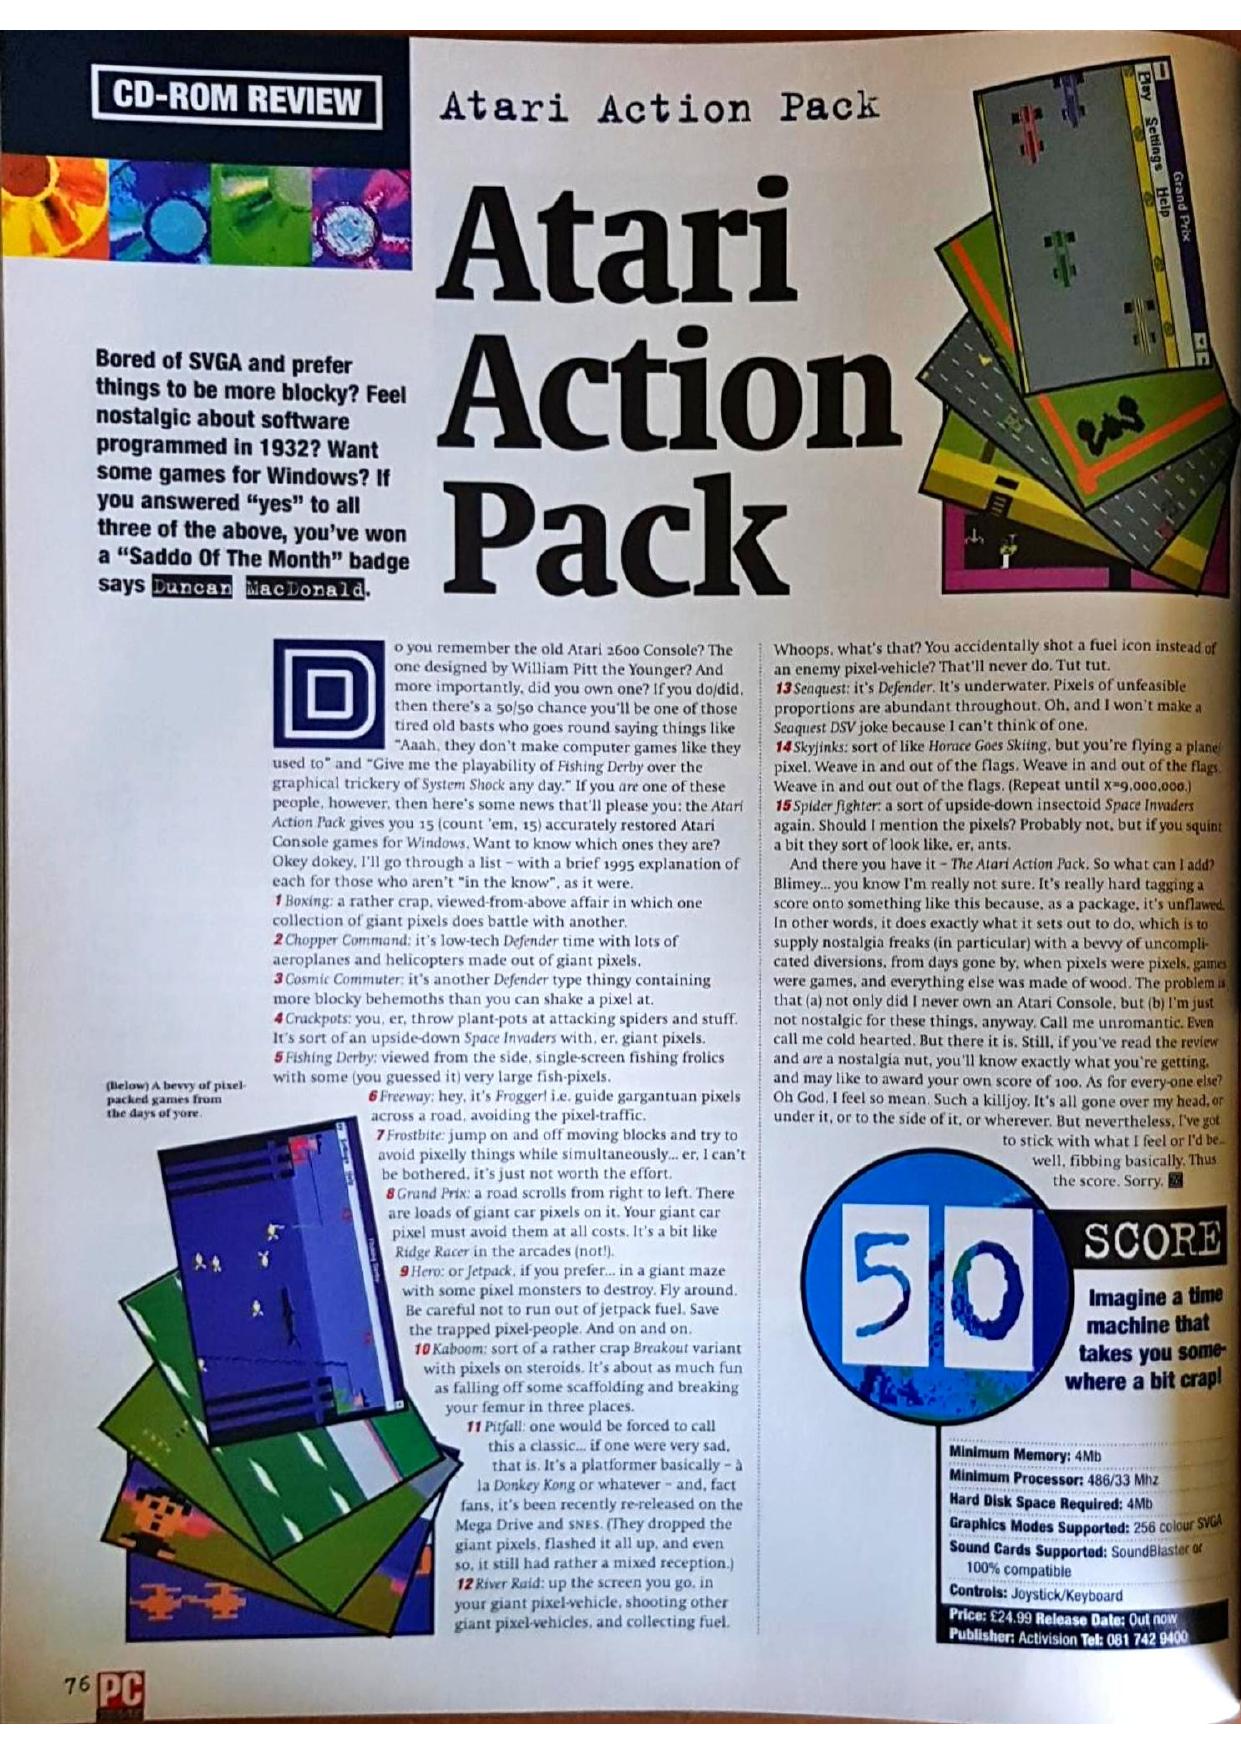 CD-ROM REVIEW
Atari Action Pack
Atari
Action
Pack
Bored of SVGA and prefer
things to be more blocky? Feel
nostalgic about software
programmed in 1932? Want
some games for Windows? If
you answered “yes” to all
three of the above, you’ve won
a “Saddo Of The Month” badge
says Duncan MacDonald.
Grand Prix
Play Settings Help
Do you remember the old Atari 2600 Console? The
one designed by William Pitt the Younger? And
more importantly, did you own one? If you do/did,
then there's a 50/50 chance you'll be one of those
tired old basts who goes round saying things like
"Aaah, they don't make computer games like they
used to" and "Give me the playability of Fishing Derby over the
graphical trickery of System Shock any day." If you are one of these
people, however, then here's some news that'll please you: the Atari
Action Pack gives you 15 (count 'em, 15) accurately restored Atari
Console games for Windows. Want to know which ones they are?
Okey dokey, I'll go through a list – with a brief 1995 explanation of
each for those who aren't "in the know", as it were.
1 Boxing: a rather crap, viewed-from-above affair in which one
collection of giant pixels does battle with another.
2 Chopper Command: it's low-tech Defender time with lots of
aeroplanes and helicopters made out of giant pixels.
3 Cosmic Commuter: it's another Defender type thingy containing
more blocky behemoths than you can shake a pixel at.
4 Crackpots: you, er, throw plant-pots at attacking spiders and stuff.
It's sort of an upside-down Space Invaders with, er, giant pixels.
5 Fishing Derby: viewed from the side, single-screen fishing frolics
with some (you guessed it) very large fish-pixels.
6 Freeway: hey, it's Frogger! i.e. guide gargantuan pixels
across a road, avoiding the pixel-traffic.
7 Frostbite: jump on and off moving blocks and try to
avoid pixelly things while simultaneously... er, I can't
be bothered, it's just not worth the effort.
8 Grand Prix: a road scrolls from right to left. There
are loads of giant car pixels on it. Your giant car
pixel must avoid them at all costs. It's a bit like
Ridge Racer in the arcades (not!).
9 Hero: or Jetpack, if you prefer... in a giant maze
with some pixel monsters to destroy. Fly around.
Be careful not to run out of jetpack fuel. Save
the trapped pixel-people. And on and on.
10 Kaboom: sort of a rather crap Breakout variant
with pixels on steroids. It's about as much fun
as falling off some scaffolding and breaking
your femur in three places.
11 Pitfall: one would be forced to call
this a classic... if one were very sad,
that is. It's a platformer basically – à
la Donkey Kong or whatever – and, fact
fans, it's been recently re-released on the
Mega Drive and SNES. (They dropped the
giant pixels, flashed it all up, and even
so, it still had rather a mixed reception.)
12 River Raid: up the screen you go, in
your giant pixel-vehicle, shooting other
giant pixel-vehicles, and collecting fuel.
(Below) A bevvy of pixel-
packed games from
the days of yore.
Whoops, what's that? You accidentally shot a fuel icon instead of
an enemy pixel-vehicle? That'll never do. Tut tut.
13 Seaquest: it's Defender. It's underwater. Pixels of unfeasible
proportions are abundant throughout. Oh, and I won't make a
Seaquest DSV joke because I can't think of one.
14 Skyjinks: sort of like Horace Goes Skiing, but you're flying a plane
pixel. Weave in and out of the flags. Weave in and out of the flags.
Weave in and out out of the flags. (Repeat until x=9,000,000.)
15 Spider fighter: a sort of upside-down insectoid Space Invaders
again. Should I mention the pixels? Probably not, but if you squint
a bit they sort of look like, er, ants.
And there you have it – The Atari Action Pack. So what can I add?
Blimey... you know I'm really not sure. It's really hard tagging a
score onto something like this because, as a package, it's unflawed.
In other words, it does exactly what it sets out to do, which is to
supply nostalgia freaks (in particular) with a bevvy of uncompli-
cated diversions, from days gone by, when pixels were pixels, games
were games, and everything else was made of wood. The problem is
that (a) not only did I never own an Atari Console, but (b) I'm just
not nostalgic for these things, anyway. Call me unromantic. Even
call me cold hearted. But there it is. Still, if you've read the review
and are a nostalgia nut, you'll know exactly what you're getting,
and may like to award your own score of 100. As for every-one else?
Oh God, I feel so mean. Such a killjoy. It's all gone over my head, or
under it, or to the side of it, or wherever. But nevertheless, I've got
to stick with what I feel or I'd be...
well, fibbing basically. Thus
the score. Sorry.
50
SCORE
Imagine a time
machine that
takes you some-
where a bit crap!
Minimum Memory: 4Mb
Minimum Processor: 486/33 Mhz
Hard Disk Space Required: 4Mb
Graphics Modes Supported: 256 colour SVGA
Sound Cards Supported: SoundBlaster or
100% compatible
Controls: Joystick/Keyboard
Price: £24.99 Release Date: Out now
Publisher: Activision Tel: 081 742 9400
76 PC